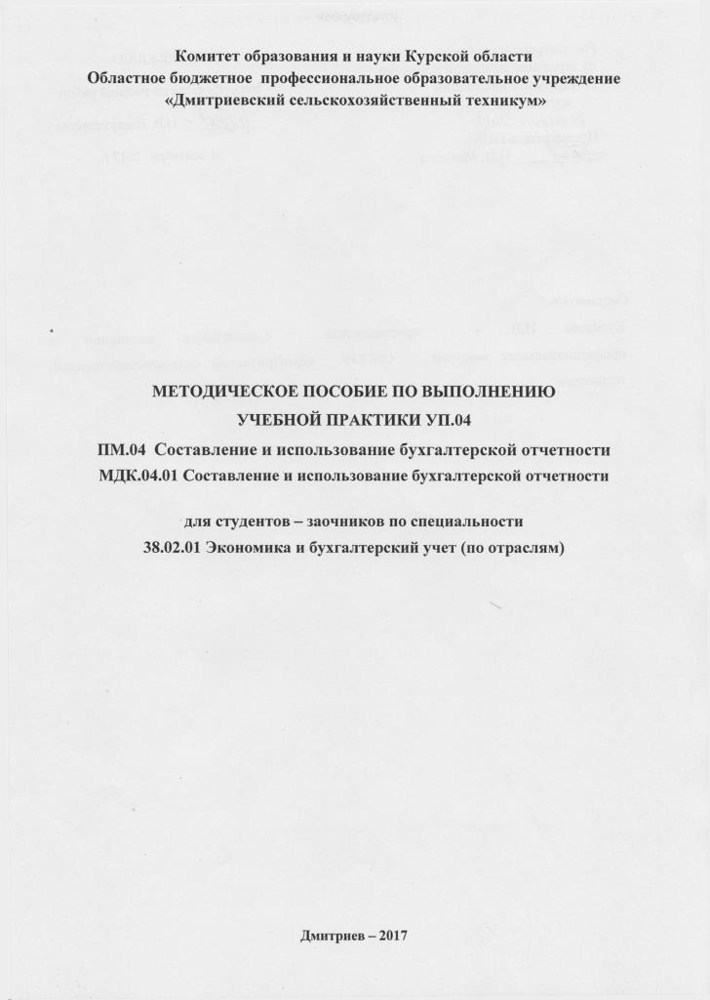 Комитет образования и науки Курской области
Областное бюджетное профессиональное образовательное учреждение
«Дмитриевский сельскохозяйственный техникум»
МЕТОДИЧЕСКОЕ ПОСОБИЕ ПО ВЫПОЛНЕНИЮ
УЧЕБНОЙ ПРАКТИКИ УП.04
ПМ.04 Составление и использование бухгалтерской отчетности
МДК.04.01 Составление и использование бухгалтерской отчетности
для студентов – заочников по специальности
38.02.01 Экономика и бухгалтерский учет (по отраслям)
Дмитриев – 2017